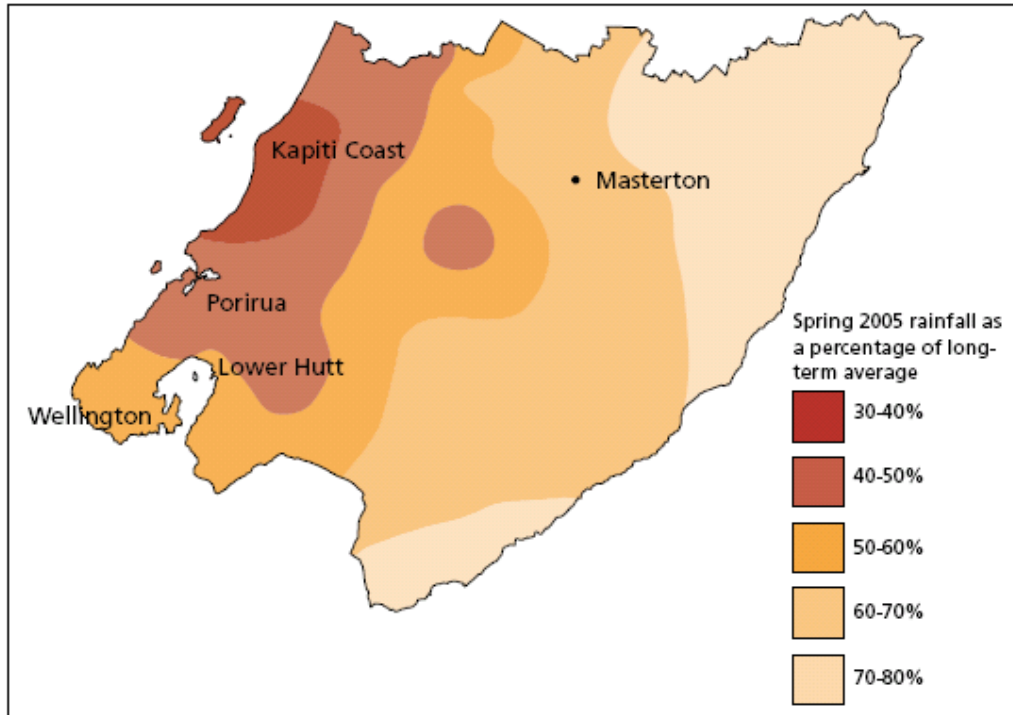 Kapiti Coast
Masterton
Porirua
Lower Hutt
Wellington
Spring 2005 rainfall as
a percentage of long-
term average
30-40%
40-50%
50-60%
60-70%
70-80%